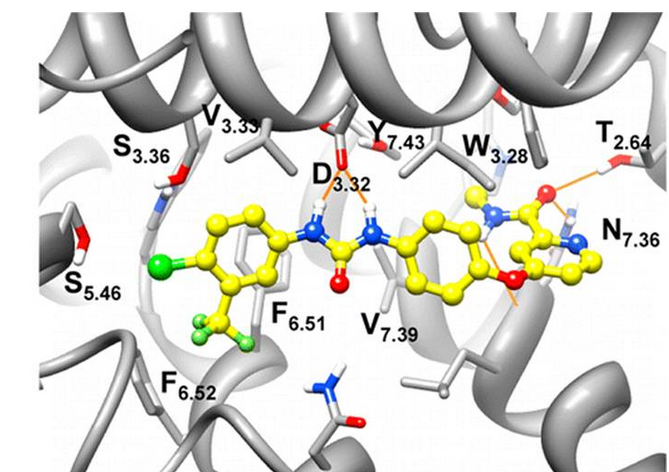 V3.33
Y7.43
S3.36
W3.28
T2.64
D3.32
N7.36
S5.46
F6.51
V7.39
F6.52